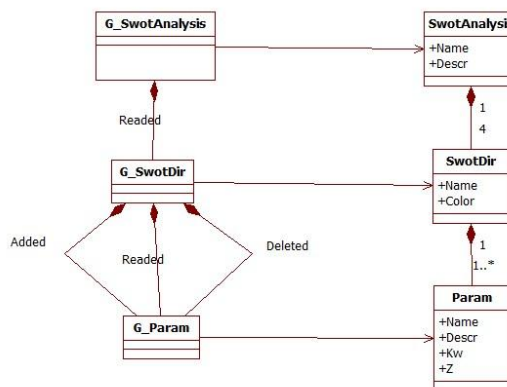 G_SwotAnalysis
SwotAnalysis
+Name
+Descr
1
4
Readed
G_SwotDir
SwotDir
+Name
+Color
1
1..*
Added
Readed
Deleted
G_Param
Param
+Name
+Descr
+Kw
+Z